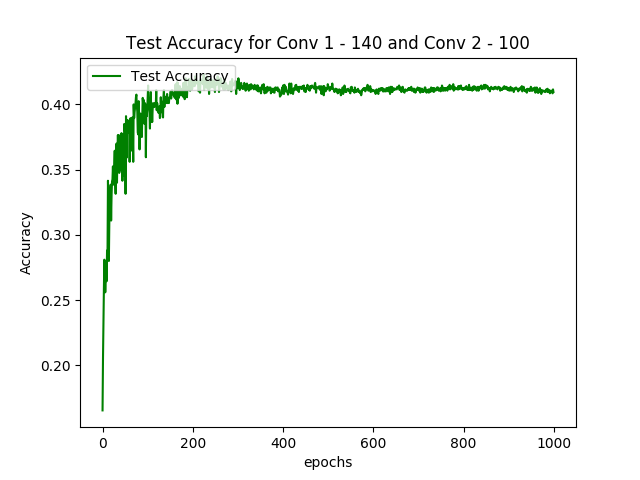 Test Accuracy for Conv 1 - 140 and Conv 2 - 100
Test Accuracy
0.40
0.35
0.30
0.25
0.20
Accuracy
0 200 400 600 800 1000
epochs